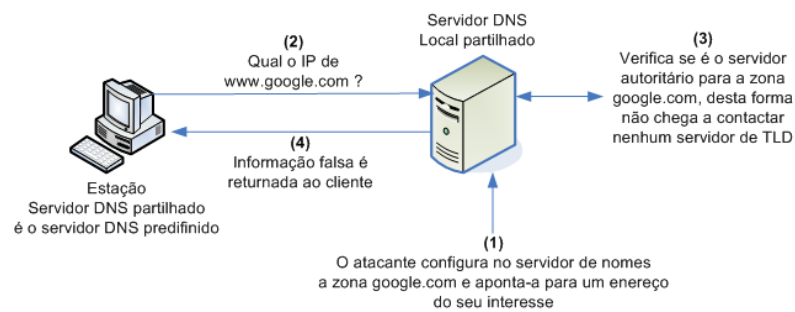 Servidor DNS
Local partilhado
(2)
Qual o IP de
www.google.com ?
(3)
Verifica se é o servidor
autoritário para a zona
google.com, desta forma
não chega a contactar
nenhum servidor de TLD
(4)
Informação falsa é
returnada ao cliente
Estação
Servidor DNS partilhado
é o servidor DNS predifinido
(1)
O atacante configura no servidor de nomes
a zona google.com e aponta-a para um enereço
do seu interesse